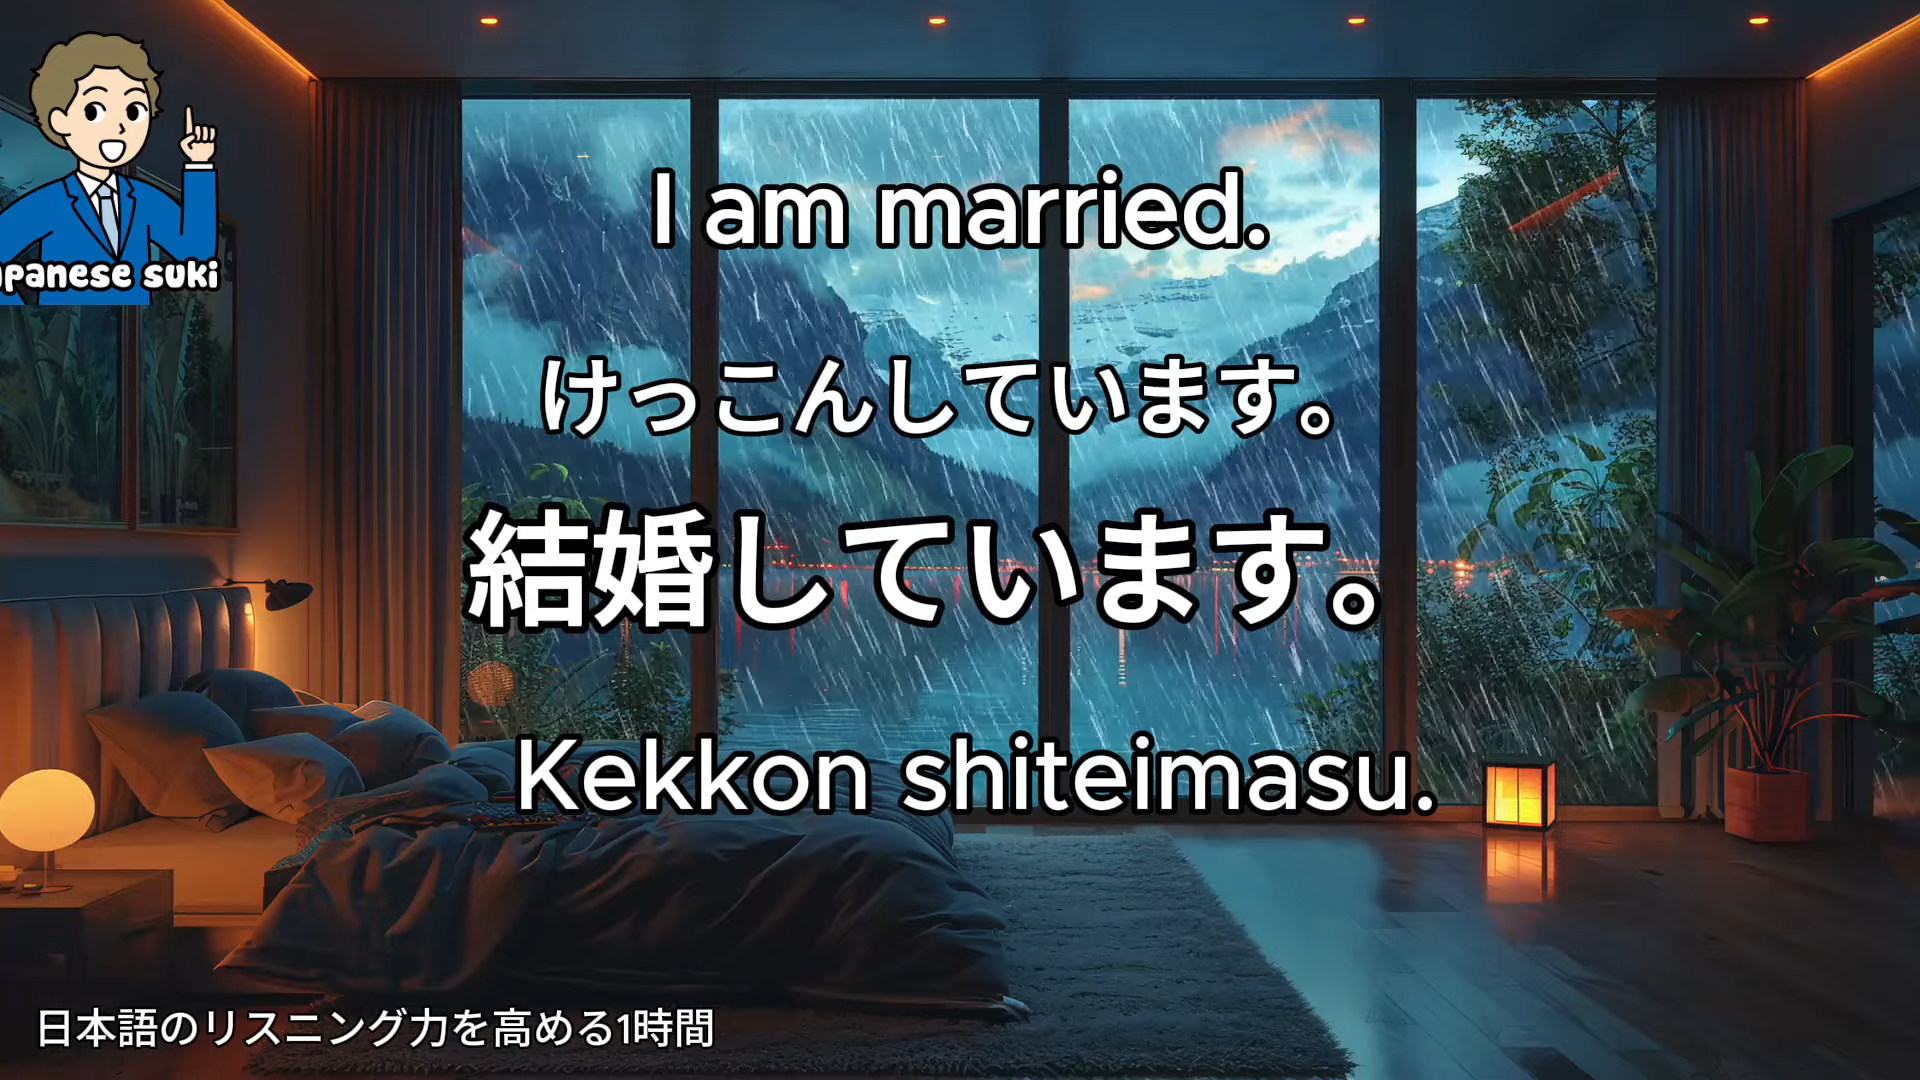 I am married.
けっこんしています。
結婚しています。
Kekkon shiteimasu.
suki
日本語のリスニング力を高める1時間